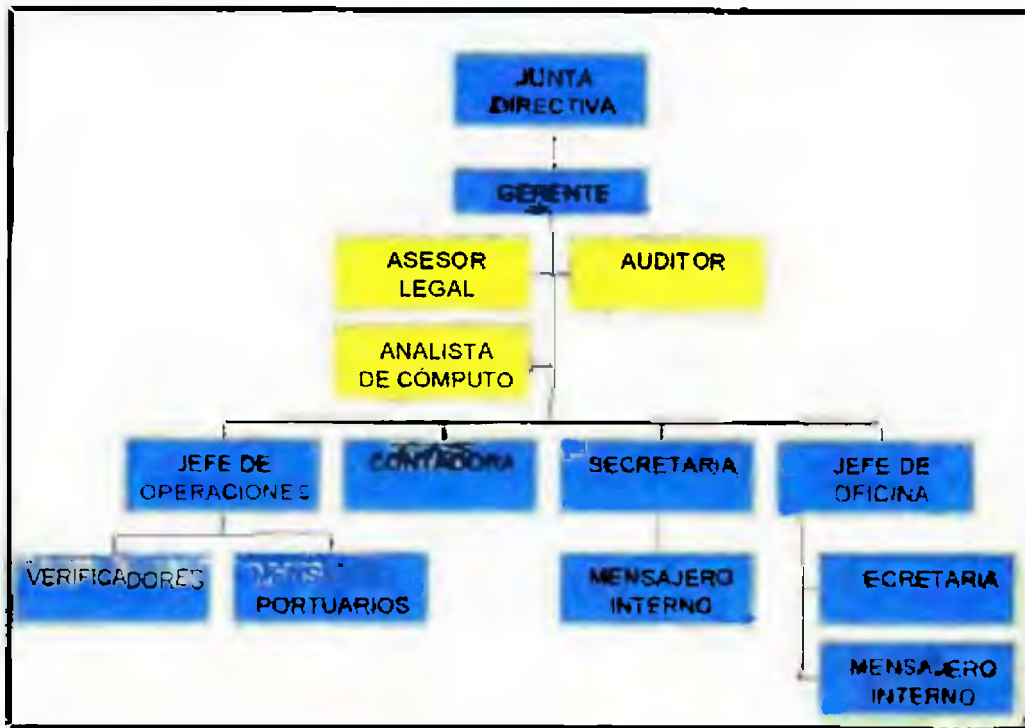 JUNTA
DIRECTIVA
GERENTE
ASESOR
LEGAL
AUDITOR
ANALISTA
DE CÓMPUTO
JEFE DE
OPERACIONES
CONTADORA
SECRETARIA
JEFE DE
OFICINA
VERIFICADORES
PORTUARIOS
MENSAJERO
INTERNO
ECRETARIA
MENSAJERO
INTERNO